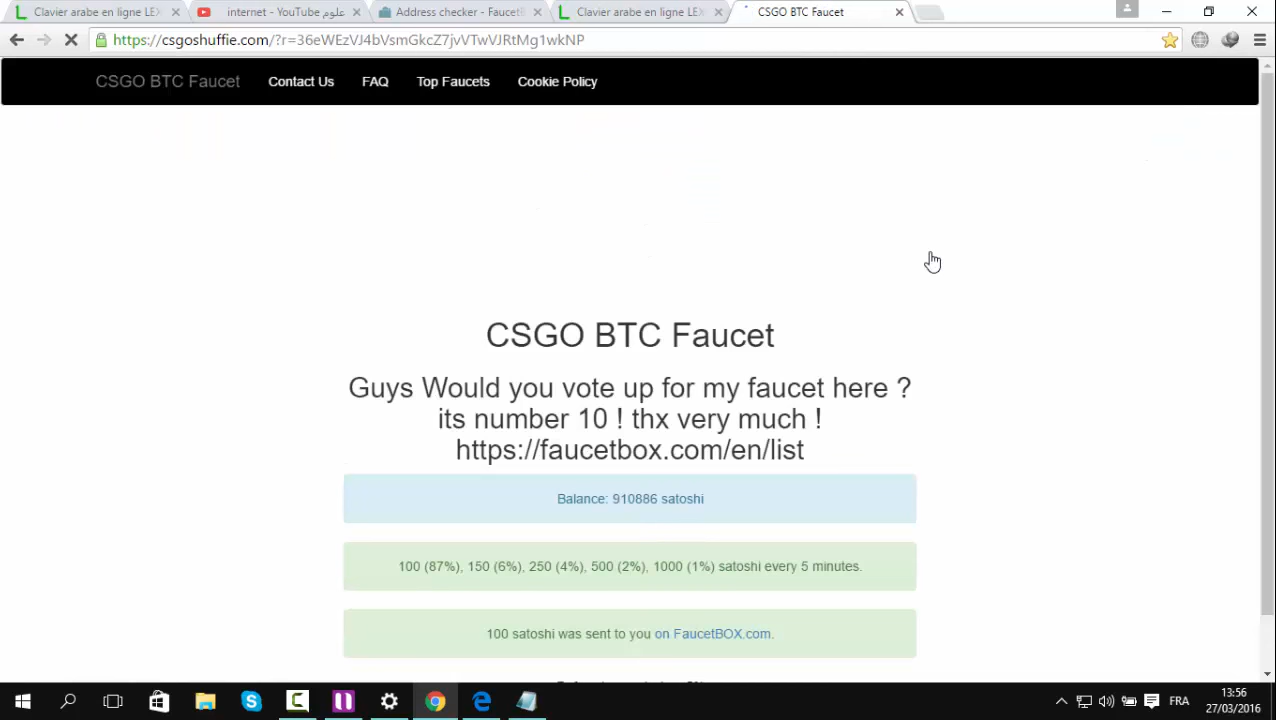 Clavier arabe en ligne LEX
علوم internet - YouTube
Address checker - FaucetB
Clavier arabe en ligne LEX
CSGO BTC Faucet
https://csgoshuffie.com/?r=36eWEzVJ4bVsmGkcZ7jvVTwVJRtMg1wkNP
CSGO BTC Faucet
Contact Us
FAQ
Top Faucets
Cookie Policy
CSGO BTC Faucet
Guys Would you vote up for my faucet here ?
its number 10 ! thx very much !
https://faucetbox.com/en/list
Balance: 910886 satoshi
100 (87%), 150 (6%), 250 (4%), 500 (2%), 1000 (1%) satoshi every 5 minutes.
100 satoshi was sent to you on FaucetBOX.com.
FRA
13:56
27/03/2016